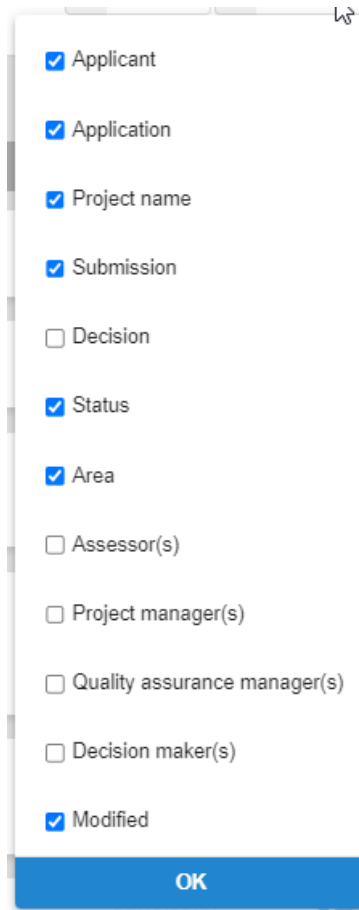 Applicant
Application
Project name
Submission
Decision
Status
Area
Assessor(s)
Project manager(s)
Quality assurance manager(s)
Decision maker(s)
Modified
OK